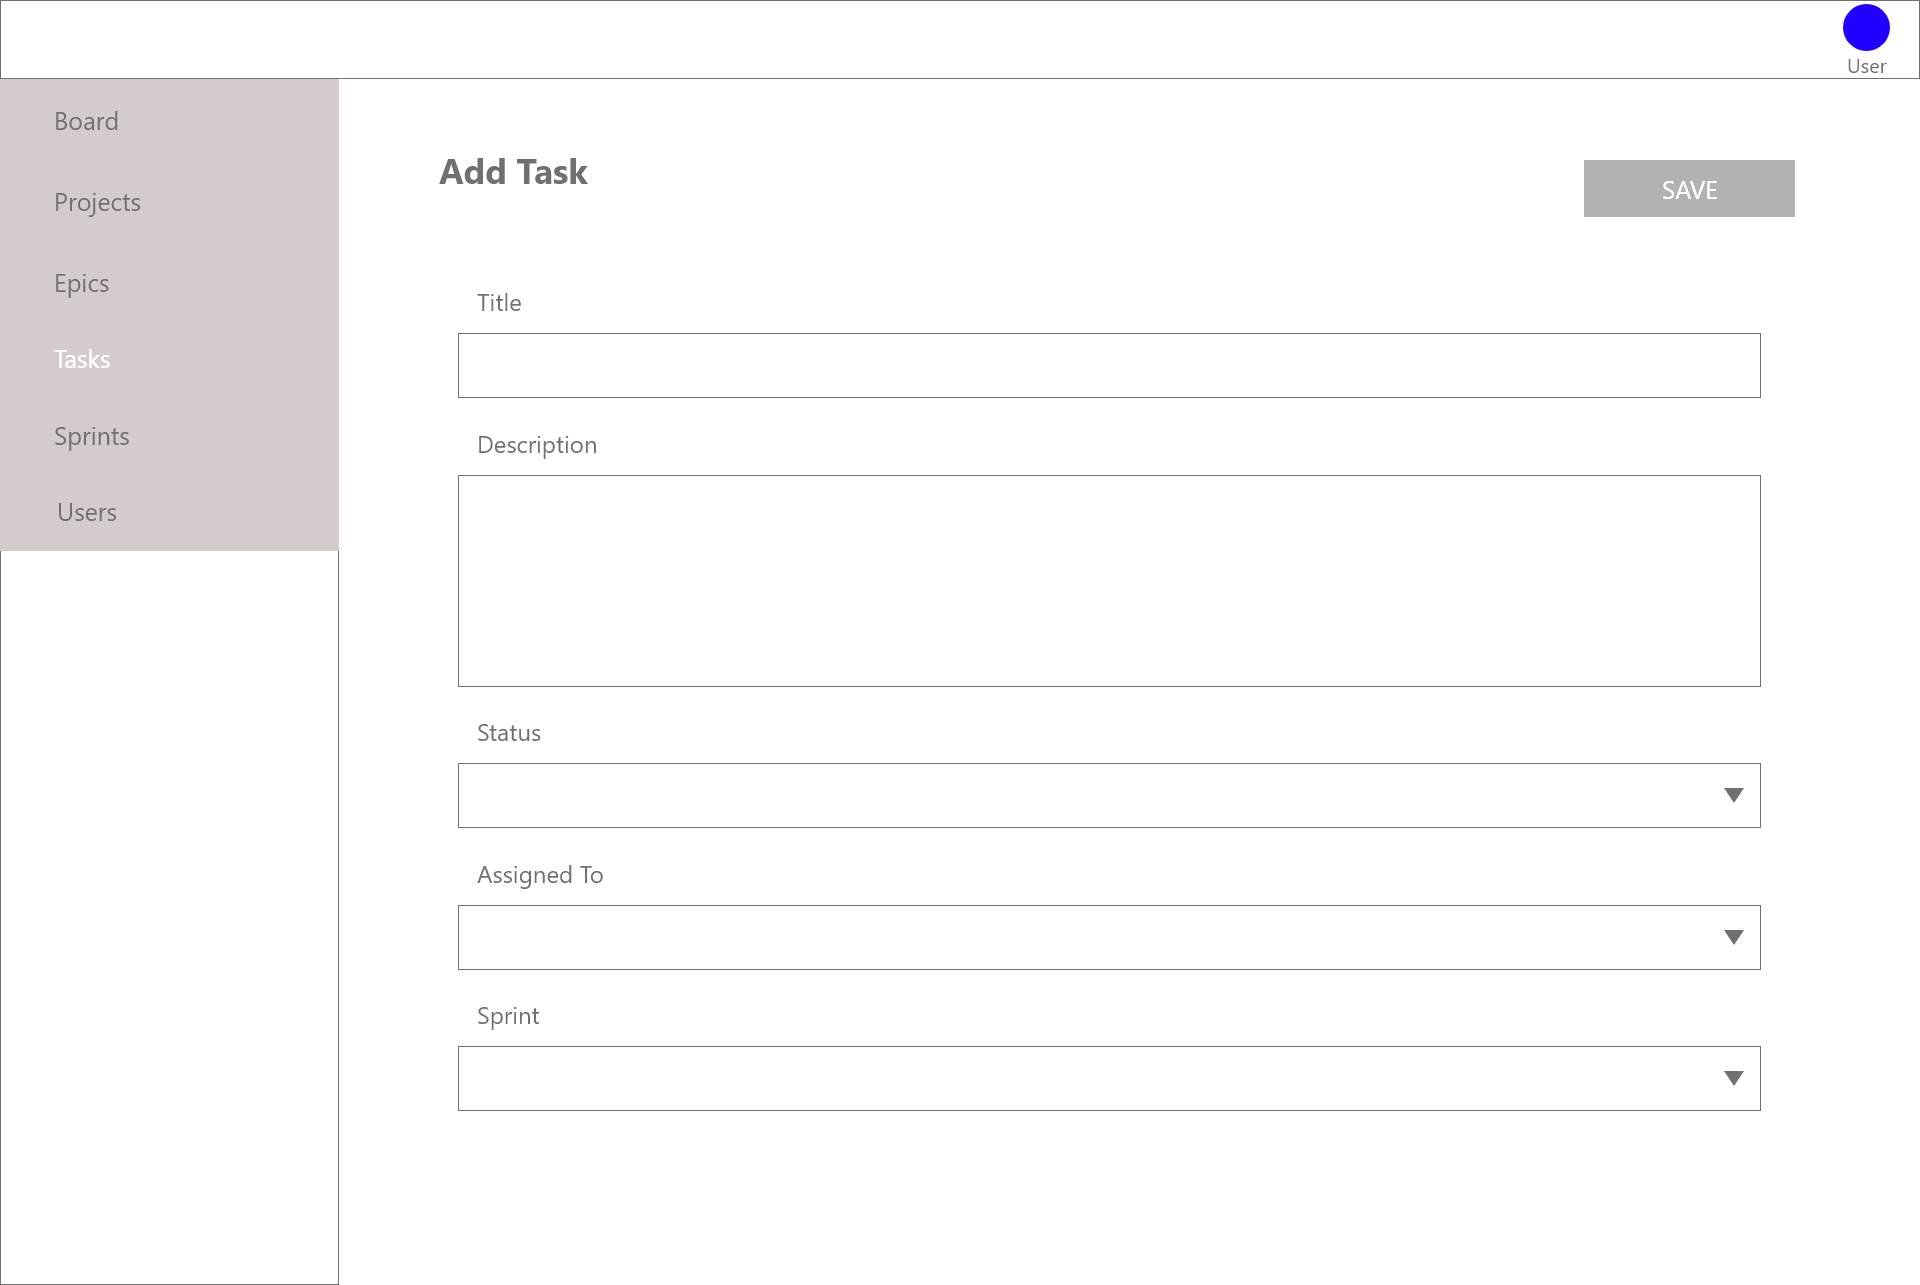 User
Board
Projects
Epics
Tasks
Sprints
Users
Add Task
SAVE
Title
Description
Status
Assigned To
Sprint